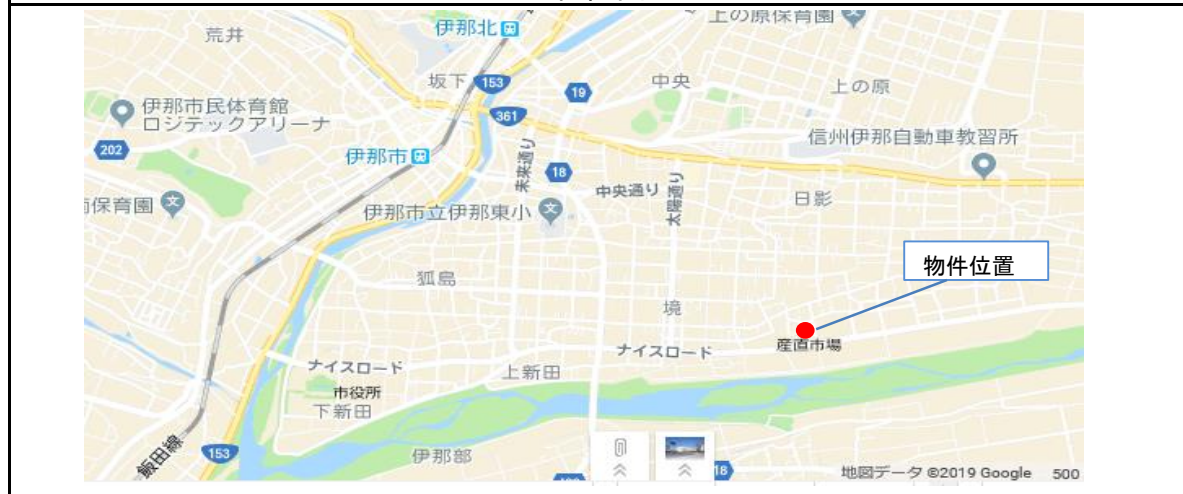 荒井
伊那北
上の原保育園
坂下
153
19
中央
上の原
伊那市民体育館
ロジテックアリーナ
361
202
伊那市
未来通り
18
信州伊那自動車教習所
保育園
伊那市立伊那東小
中央通り
太陽通り
日影
狐島
物件位置
境
産直市場
ナイスロード
ナイスロード
上新田
市役所
下新田
飯田線
153
伊那部
18
地図データ ©2019 Google
500